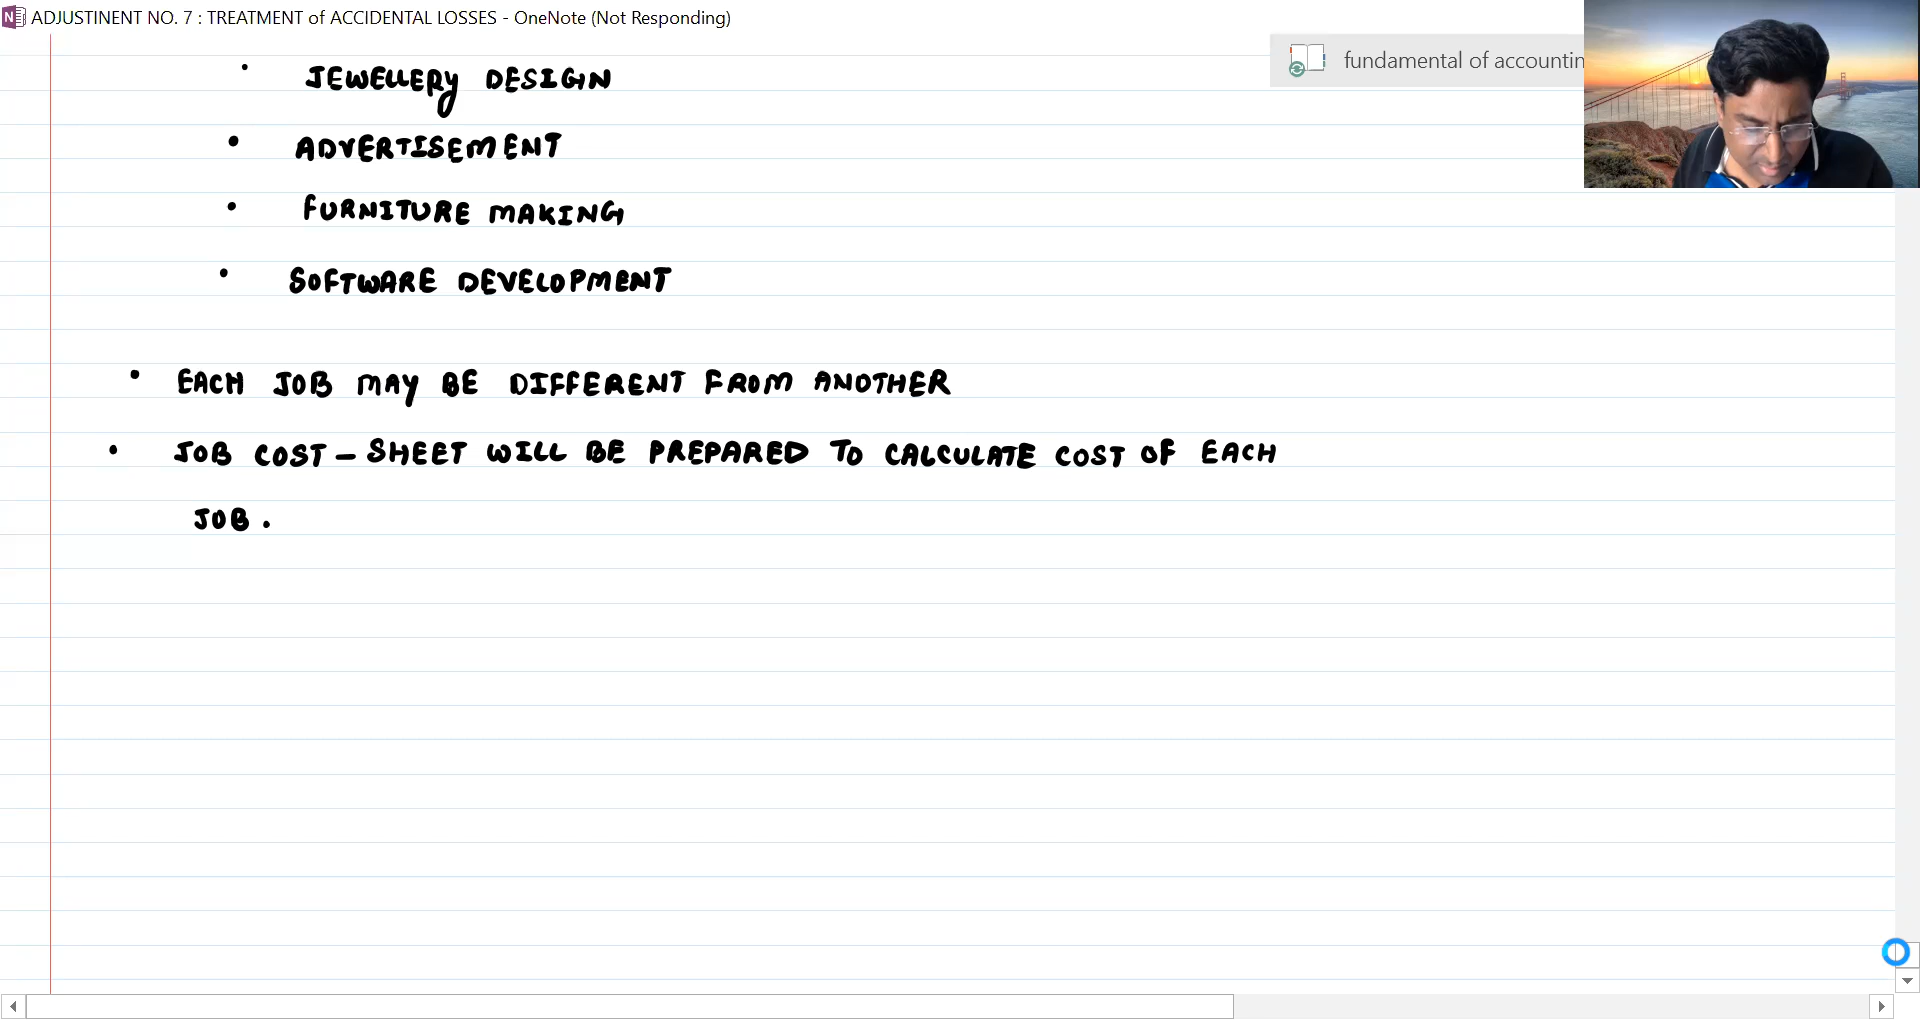 ADJUSTINENT NO. 7 : TREATMENT of ACCIDENTAL LOSSES - OneNote (Not Responding)
fundamental of accountin
• JEWELLERY DESIGN
• ADVERTISEMENT
• FURNITURE MAKING
• SOFTWARE DEVELOPMENT
• EACH JOB MAY BE DIFFERENT FROM ANOTHER
• JOB COST - SHEET WILL BE PREPARED TO CALCULATE COST OF EACH
JOB.